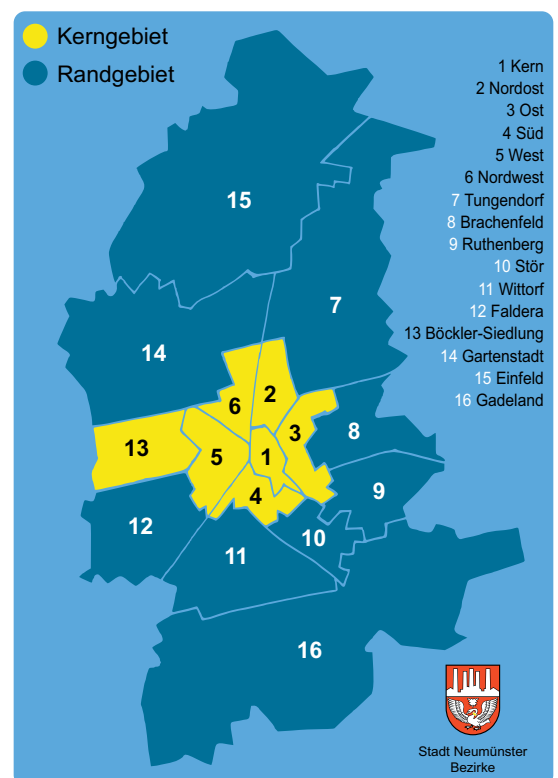 Kerngebiet
Randgebiet
1 Kern
2 Nordost
3 Ost
4 Süd
5 West
6 Nordwest
7 Tungendorf
8 Brachenfeld
9 Ruthenberg
10 Stör
11 Wittorf
12 Faldera
13 Böckler-Siedlung
14 Gartenstadt
15 Einfeld
16 Gadeland
15
7
14
2
6
3
8
13
5
1
9
4
12
10
11
16
Stadt Neumünster
Bezirke